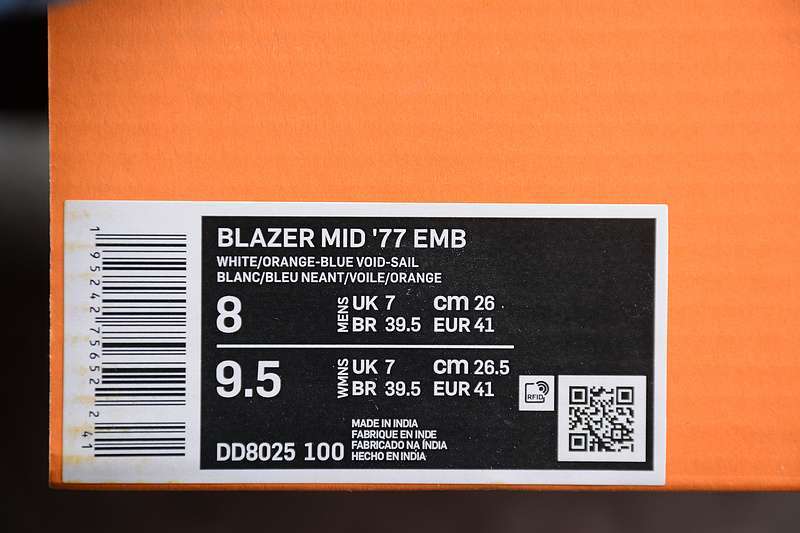 BLAZER MID '77 EMB
WHITE/ORANGE-BLUE VOID-SAIL
BLANC/BLEU NEANT/VOILE/ORANGE
8
MENS
UK 7 cm 26
BR 39.5 EUR 41
9.5
WMNS
UK 7 cm 26.5
BR 39.5 EUR 41
RFID
DD8025 100
MADE IN INDIA
FABRIQUE EN INDE
FABRICADO NA ÍNDIA
HECHO EN INDIA
1 95242 75652 2 41